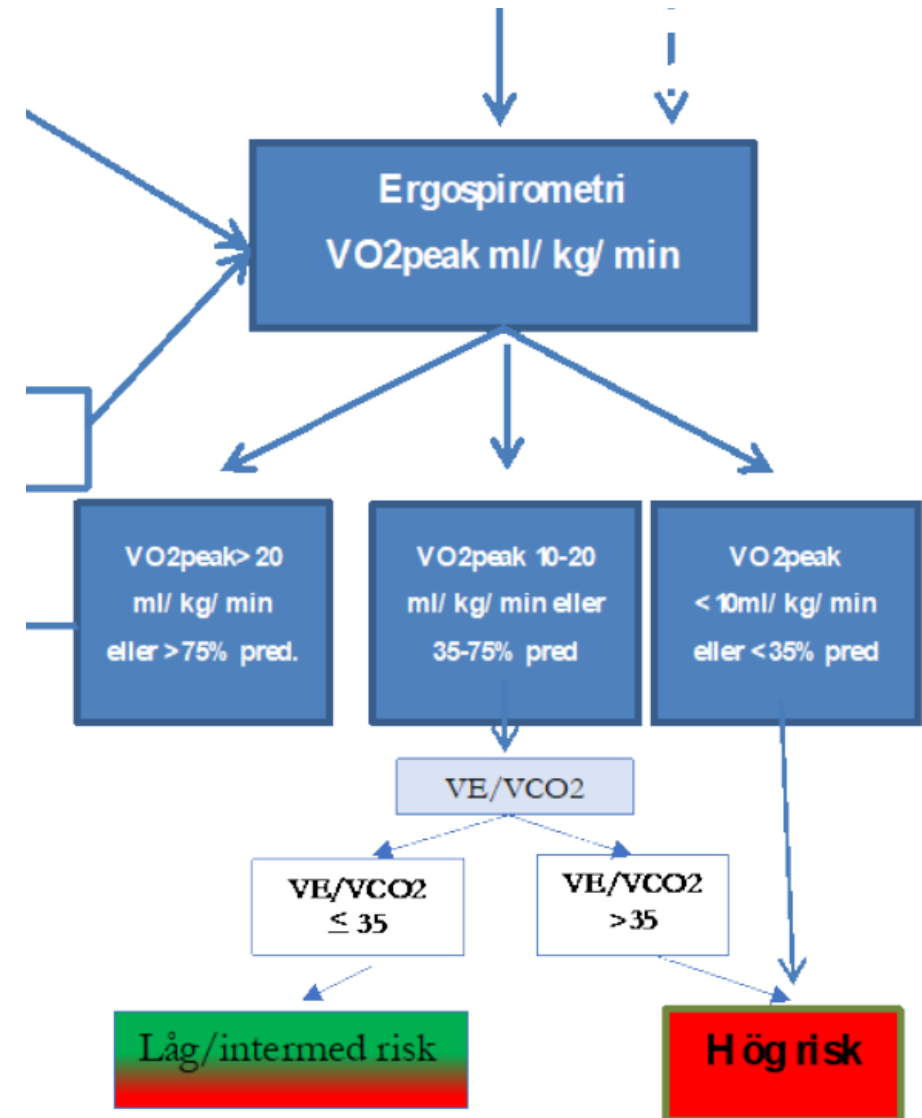 Ergospirometri
VO2peak ml/ kg/ min
VO2peak> 20
ml/ kg/ min
eller >75% pred.
VO2peak 10-20
ml/ kg/ min eller
35-75% pred
VO2peak
<10ml/ kg/ min
eller <35% pred
VE/VCO2
VE/VCO2
≤ 35
VE/VCO2
>35
Låg/intermed risk
Hög risk